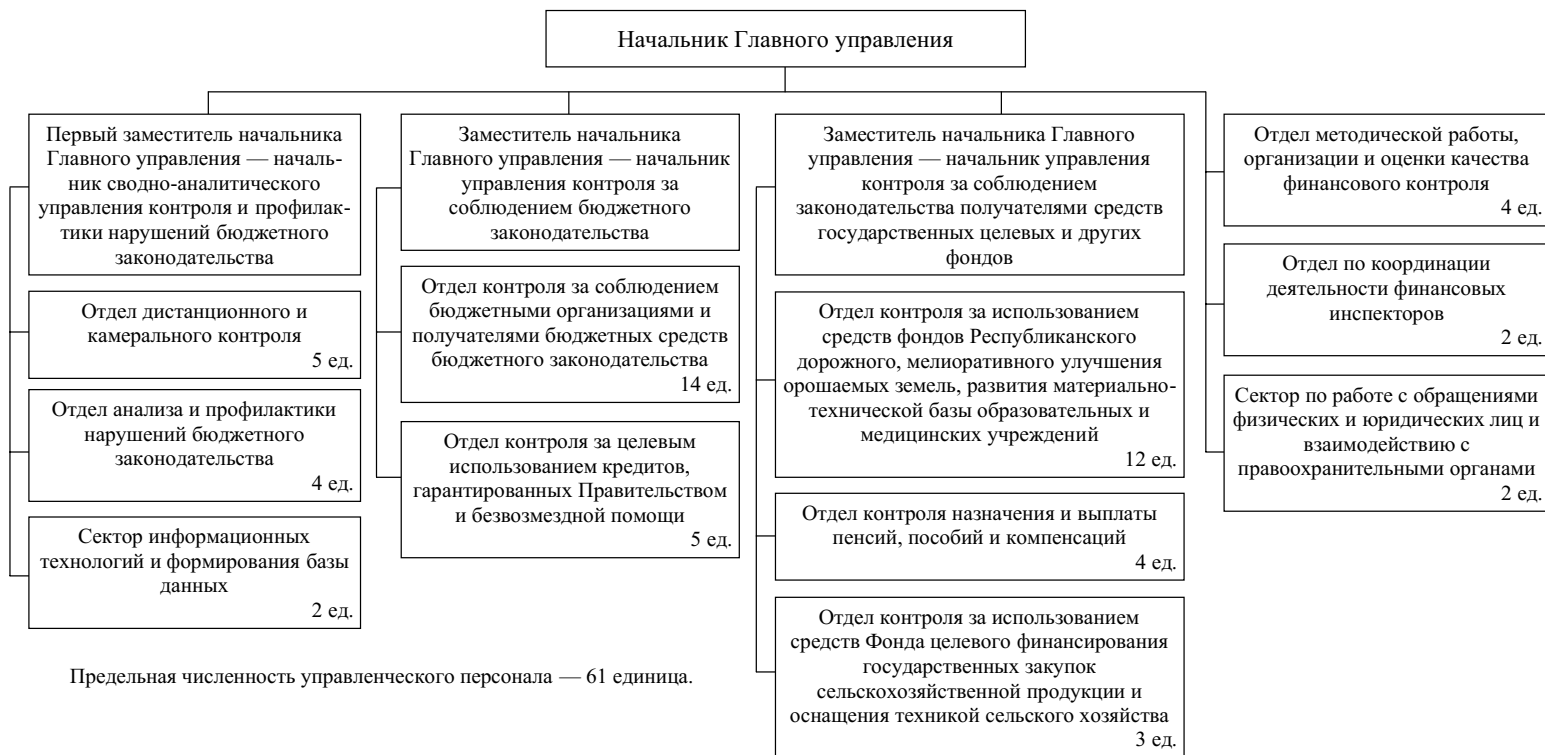 Начальник Главного управления
Первый заместитель начальника
Главного управления — началь-
ник сводно-аналитического
управления контроля и профилак-
тики нарушений бюджетного
законодательства
Отдел дистанционного и
камерального контроля
5 ед.
Отдел анализа и профилактики
нарушений бюджетного
законодательства
4 ед.
Сектор информационных
технологий и формирования базы
данных
2 ед.
Заместитель начальника
Главного управления — начальник
управления контроля за
соблюдением бюджетного
законодательства
Отдел контроля за соблюдением
бюджетными организациями и
получателями бюджетных средств
бюджетного законодательства
14 ед.
Отдел контроля за целевым
использованием кредитов,
гарантированных Правительством
и безвозмездной помощи
5 ед.
Заместитель начальника Главного
управления — начальник управления
контроля за соблюдением
законодательства получателями средств
государственных целевых и других
фондов
Отдел контроля за использованием
средств фондов Республиканского
дорожного, мелиоративного улучшения
орошаемых земель, развития материально-
технической базы образовательных и
медицинских учреждений
12 ед.
Отдел контроля назначения и выплаты
пенсий, пособий и компенсаций
4 ед.
Отдел контроля за использованием
средств Фонда целевого финансирования
государственных закупок
сельскохозяйственной продукции и
оснащения техникой сельского хозяйства
3 ед.
Отдел методической работы,
организации и оценки качества
финансового контроля
4 ед.
Отдел по координации
деятельности финансовых
инспекторов
2 ед.
Сектор по работе с обращениями
физических и юридических лиц и
взаимодействию с
правоохранительными органами
2 ед.
Предельная численность управленческого персонала — 61 единица.